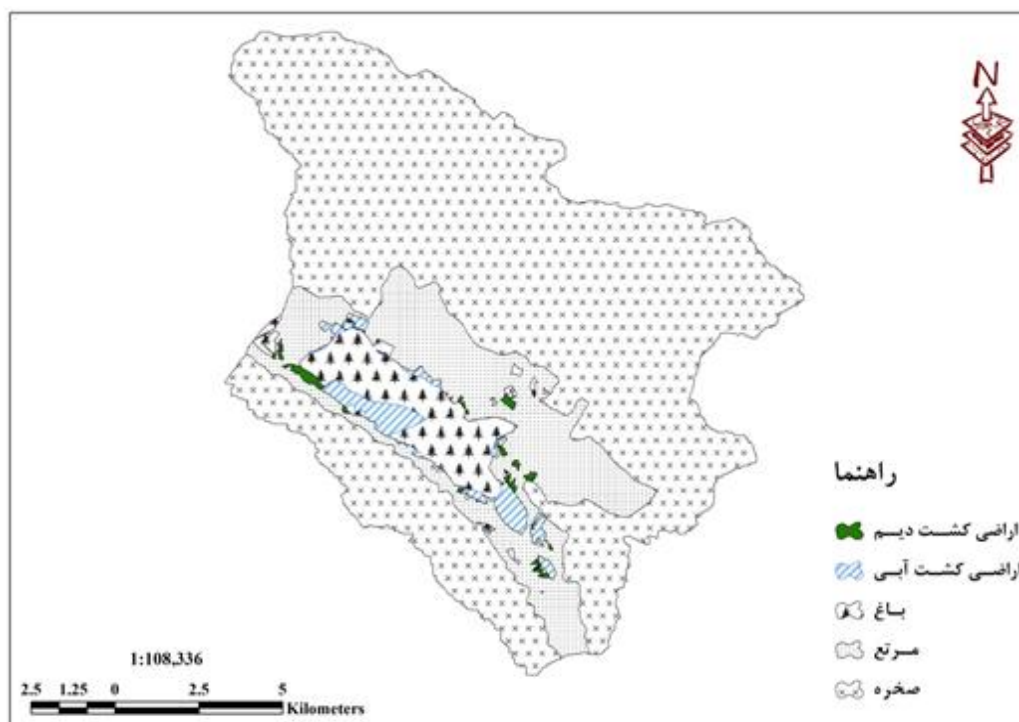 N
راهنما
اراضی کشت دیم
اراضی کشت آبی
باغ
مرتع
صخره
1:108,336
2.5 1.25 0 2.5 5
Kilometers